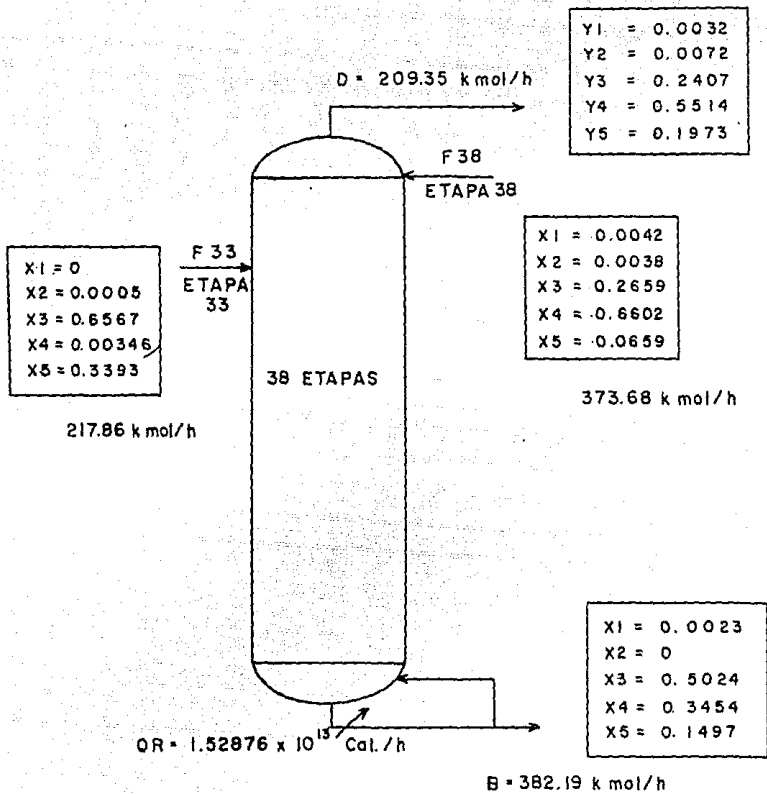 Y1 = 0.0032
Y2 = 0.0072
Y3 = 0.2407
Y4 = 0.5514
Y5 = 0.1973
D = 209.35 k mol/h
F 38
ETAPA 38
X1 = 0.0042
X2 = 0.0038
X3 = 0.2659
X4 = 0.6602
X5 = 0.0659
373.68 k mol/h
F 33
ETAPA
33
X1 = 0
X2 = 0.0005
X3 = 0.6567
X4 = 0.00346
X5 = 0.3393
217.86 k mol/h
38 ETAPAS
X1 = 0.0023
X2 = 0
X3 = 0.5024
X4 = 0.3454
X5 = 0.1497
QR = 1.52876 x 10¹³ Cal./h
B = 382.19 k mol/h